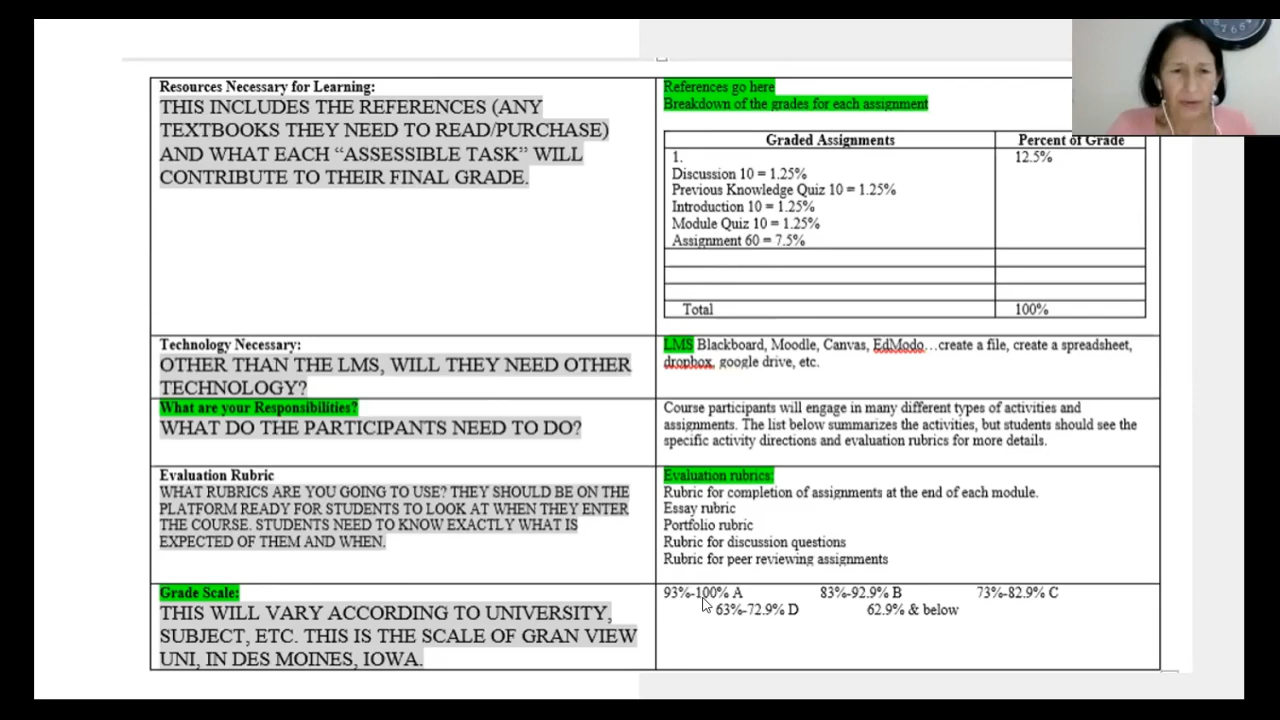 Resources Necessary for Learning:
THIS INCLUDES THE REFERENCES (ANY
TEXTBOOKS THEY NEED TO READ/PURCHASE)
AND WHAT EACH “ASSESSIBLE TASK” WILL
CONTRIBUTE TO THEIR FINAL GRADE.
References go here
Breakdown of the grades for each assignment
Graded Assignments
Percent of Grade
1.
12.5%
Discussion 10 = 1.25%
Previous Knowledge Quiz 10 = 1.25%
Introduction 10 = 1.25%
Module Quiz 10 = 1.25%
Assignment 60 = 7.5%
Total
100%
Technology Necessary:
OTHER THAN THE LMS, WILL THEY NEED OTHER
TECHNOLOGY?
LMS Blackboard, Moodle, Canvas, EdModo…create a file, create a spreadsheet,
dropbox, google drive, etc.
What are your Responsibilities?
WHAT DO THE PARTICIPANTS NEED TO DO?
Course participants will engage in many different types of activities and
assignments. The list below summarizes the activities, but students should see the
specific activity directions and evaluation rubrics for more details.
Evaluation Rubric
WHAT RUBRICS ARE YOU GOING TO USE? THEY SHOULD BE ON THE
PLATFORM READY FOR STUDENTS TO LOOK AT WHEN THEY ENTER
THE COURSE. STUDENTS NEED TO KNOW EXACTLY WHAT IS
EXPECTED OF THEM AND WHEN.
Evaluation rubrics:
Rubric for completion of assignments at the end of each module.
Essay rubric
Portfolio rubric
Rubric for discussion questions
Rubric for peer reviewing assignments
Grade Scale:
THIS WILL VARY ACCORDING TO UNIVERSITY,
SUBJECT, ETC. THIS IS THE SCALE OF GRAN VIEW
UNI, IN DES MOINES, IOWA.
93%-100% A 83%-92.9% B 73%-82.9% C
63%-72.9% D 62.9% & below